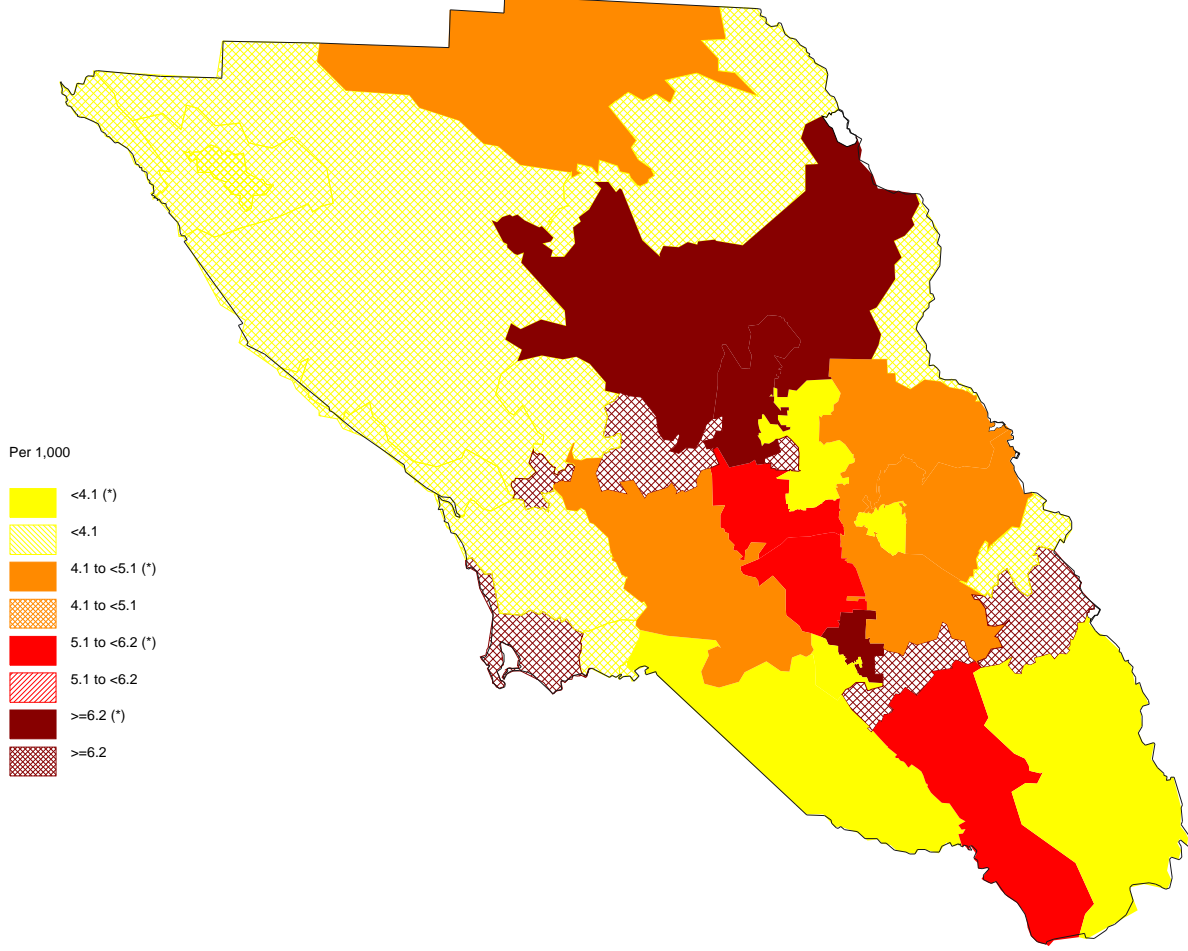 Per 1,000
<4.1 (*)
<4.1
4.1 to <5.1 (*)
4.1 to <5.1
5.1 to <6.2 (*)
5.1 to <6.2
>=6.2 (*)
>=6.2